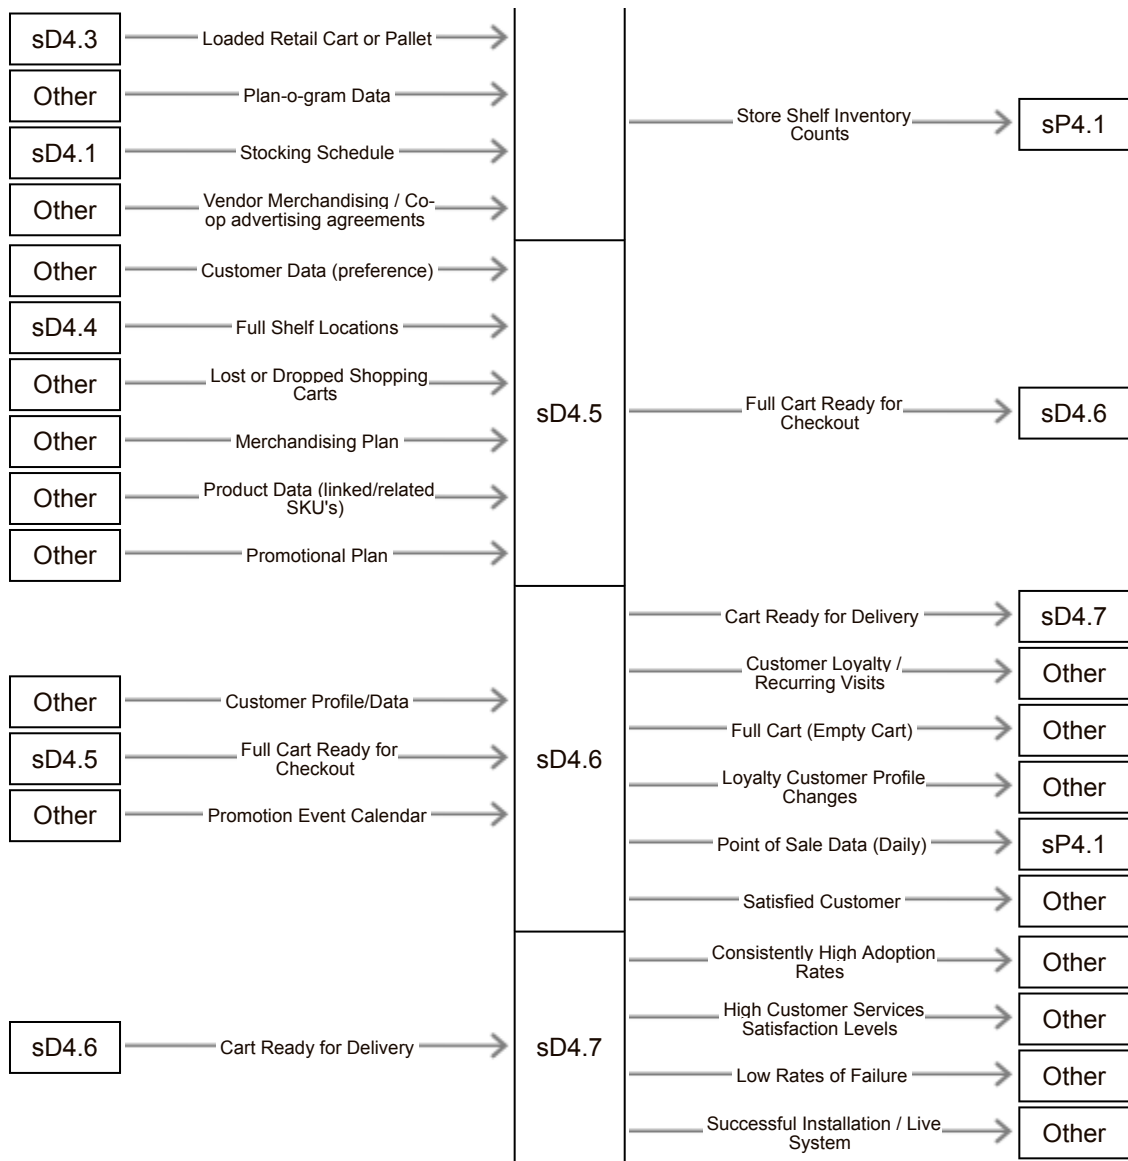 sD4.3
Loaded Retail Cart or Pallet
Other
Plan-o-gram Data
sD4.1
Stocking Schedule
Other
Vendor Merchandising / Co-
op advertising agreements
Store Shelf Inventory
Counts
sP4.1
Other
Customer Data (preference)
sD4.4
Full Shelf Locations
Other
Lost or Dropped Shopping
Carts
Other
Merchandising Plan
Other
Product Data (linked/related
SKU's)
Other
Promotional Plan
sD4.5
Full Cart Ready for
Checkout
sD4.6
Other
Customer Profile/Data
sD4.5
Full Cart Ready for
Checkout
Other
Promotion Event Calendar
sD4.6
Cart Ready for Delivery
sD4.7
Customer Loyalty /
Recurring Visits
Other
Full Cart (Empty Cart)
Other
Loyalty Customer Profile
Changes
Other
Point of Sale Data (Daily)
sP4.1
Satisfied Customer
Other
sD4.6
Cart Ready for Delivery
sD4.7
Consistently High Adoption
Rates
Other
High Customer Services
Satisfaction Levels
Other
Low Rates of Failure
Other
Successful Installation / Live
System
Other